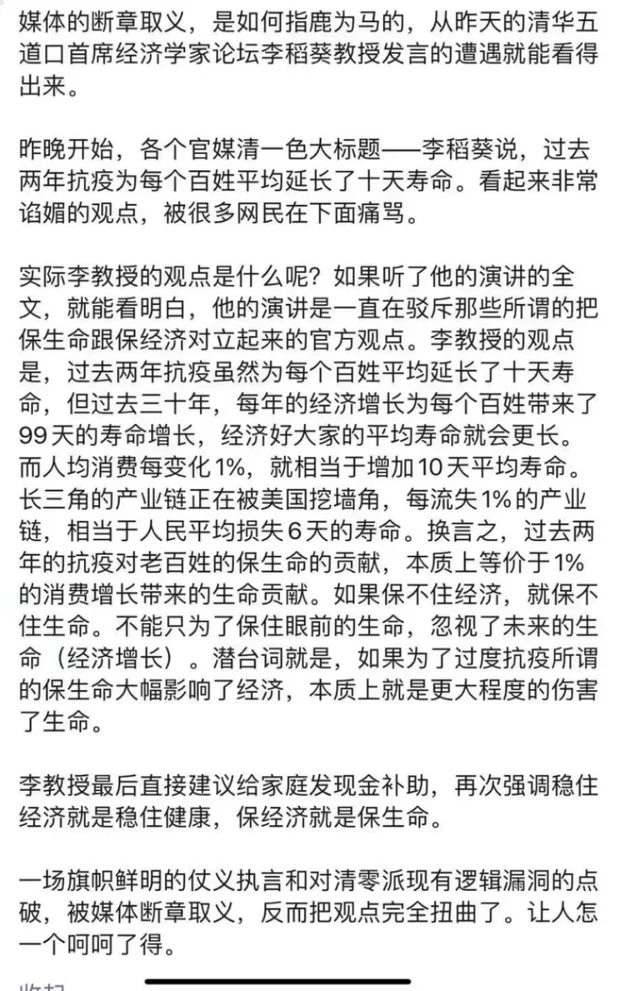 媒体的断章取义，是如何指鹿为马的，从昨天的清华五
道口首席经济学家论坛李稻葵教授发言的遭遇就能看得
出来。
昨晚开始，各个官媒清一色大标题——李稻葵说，过去
两年抗疫为每个百姓平均延长了十天寿命。看起来非常
谄媚的观点，被很多网民在下面痛骂。
实际李教授的观点是什么呢？如果听了他的演讲的全
文，就能看明白，他的演讲是一直在驳斥那些所谓的把
保生命跟保经济对立起来的官方观点。李教授的观点
是，过去两年抗疫虽然为每个百姓平均延长了十天寿
命，但过去三十年，每年的经济增长为每个百姓带来了
99天的寿命增长，经济好大家的平均寿命就会更长。
而人均消费每变化1%，就相当于增加10天平均寿命。
长三角的产业链正在被美国挖墙角，每流失1%的产业
链，相当于人民平均损失6天的寿命。换言之，过去两
年的抗疫对老百姓的保生命的贡献，本质上等价于1%
的消费增长带来的生命贡献。如果保不住经济，就保不
住生命。不能只为了保住眼前的生命，忽视了未来的生
命（经济增长）。潜台词就是，如果为了过度抗疫所谓
的保生命大幅影响了经济，本质上就是更大程度的伤害
了生命。
李教授最后直接建议给家庭发现金补助，再次强调稳住
经济就是稳住健康，保经济就是保生命。
一场旗帜鲜明的仗义执言和对清零派现有逻辑漏洞的点
破，被媒体断章取义，反而把观点完全扭曲了。让人怎
一个呵呵了得。